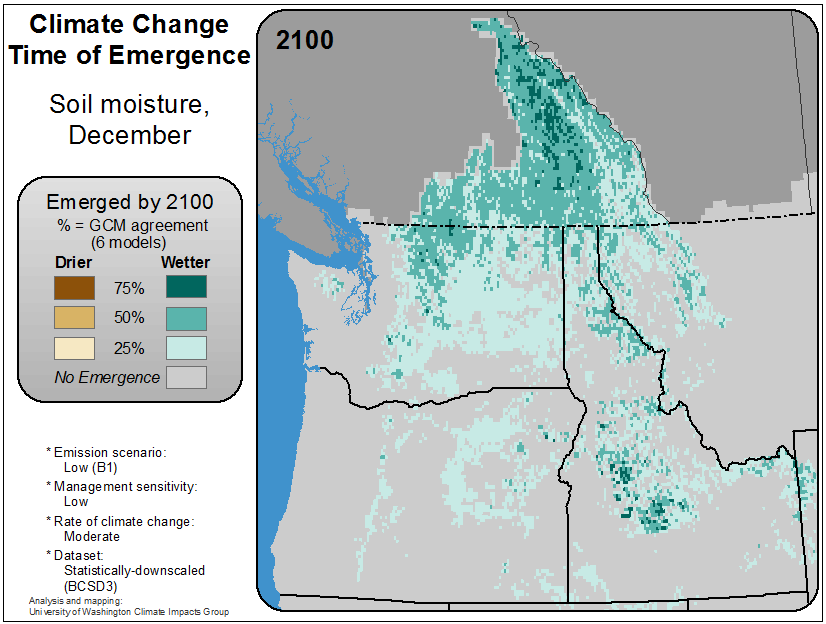 Climate Change
Time of Emergence
Soil moisture,
December
2100
Emerged by 2100
% = GCM agreement
(6 models)
Drier Wetter
75%
50%
25%
No Emergence
* Emission scenario:
Low (B1)
* Management sensitivity:
Low
* Rate of climate change:
Moderate
* Dataset:
Statistically-downscaled
(BCSD3)
Analysis and mapping:
University of Washington Climate Impacts Group